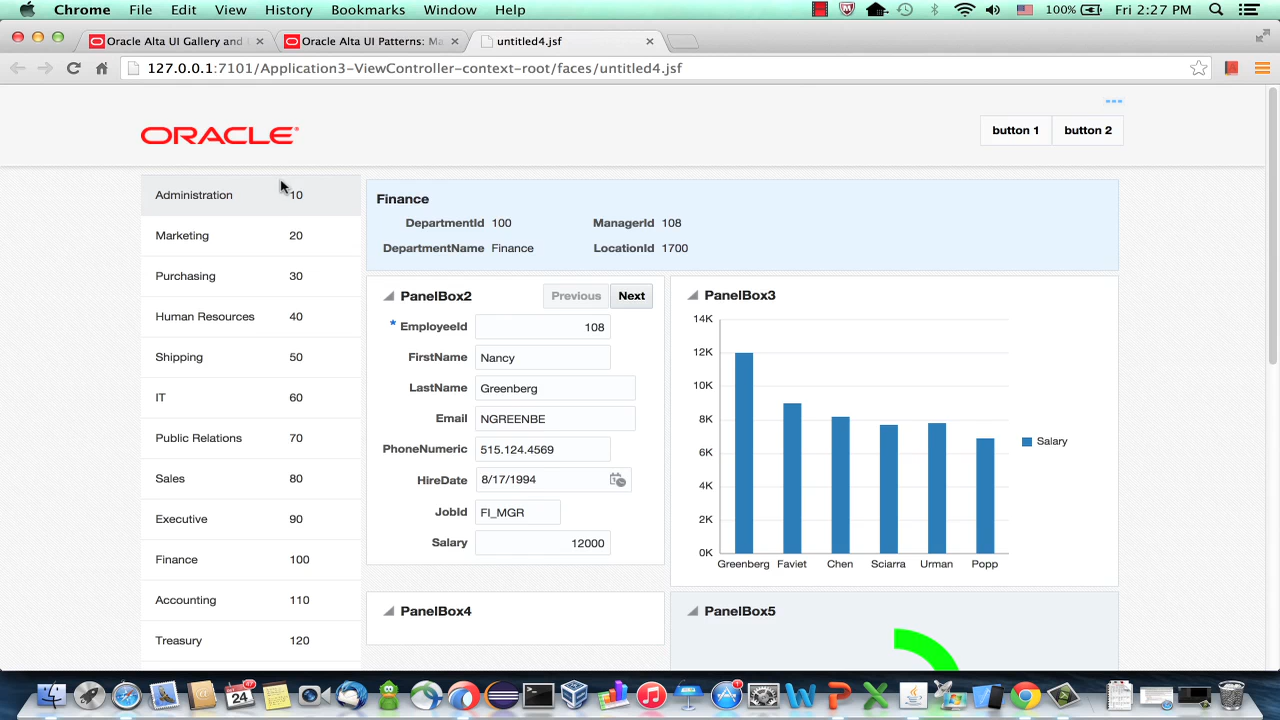 Chrome File Edit View History Bookmarks Window Help 100% Fri 2:27 PM
Oracle Alta UI Gallery and Oracle Alta UI Patterns: Ma untitled4.jsf
127.0.0.1:7101/Application3-ViewController-context-root/faces/untitled4.jsf
ORACLE
button 1 button 2
Administration 10
Marketing 20
Purchasing 30
Human Resources 40
Shipping 50
IT 60
Public Relations 70
Sales 80
Executive 90
Finance 100
Accounting 110
Treasury 120
Finance
DepartmentId 100 ManagerId 108
DepartmentName Finance LocationId 1700
PanelBox2 Previous Next
* EmployeeId 108
FirstName Nancy
LastName Greenberg
Email NGREENBE
PhoneNumeric 515.124.4569
HireDate 8/17/1994
JobId FI_MGR
Salary 12000
PanelBox3
14K
12K
10K
8K
6K
4K
2K
0K
Greenberg Faviet Chen Sciarra Urman Popp
Salary
PanelBox4
PanelBox5